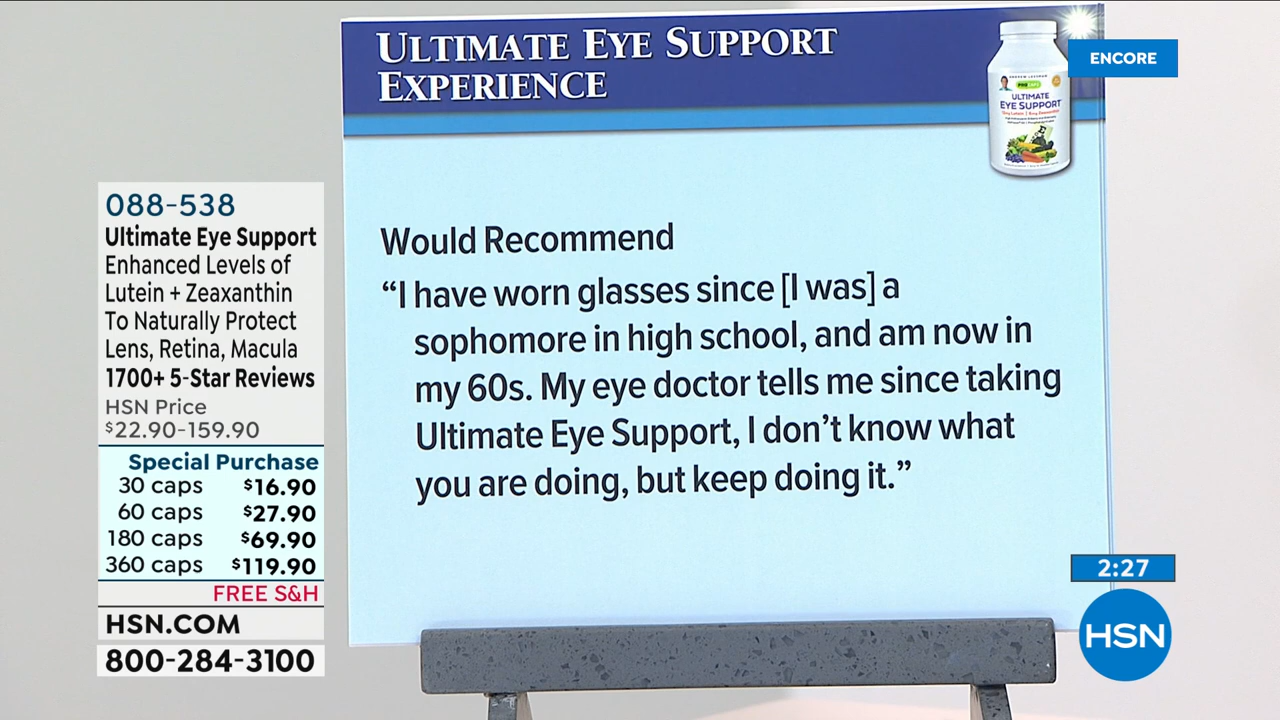 ULTIMATE EYE SUPPORT
EXPERIENCE
ENCORE
ANDREW LESSMAN
ULTIMATE
EYE SUPPORT
088-538
Ultimate Eye Support
Enhanced Levels of
Lutein + Zeaxanthin
To Naturally Protect
Lens, Retina, Macula
1700+ 5-Star Reviews
HSN Price
$22.90-159.90
Special Purchase
30 caps $16.90
60 caps $27.90
180 caps $69.90
360 caps $119.90
FREE S&H
HSN.COM
800-284-3100
Would Recommend
“I have worn glasses since [I was] a
sophomore in high school, and am now in
my 60s. My eye doctor tells me since taking
Ultimate Eye Support, I don’t know what
you are doing, but keep doing it.”
2:27
HSN